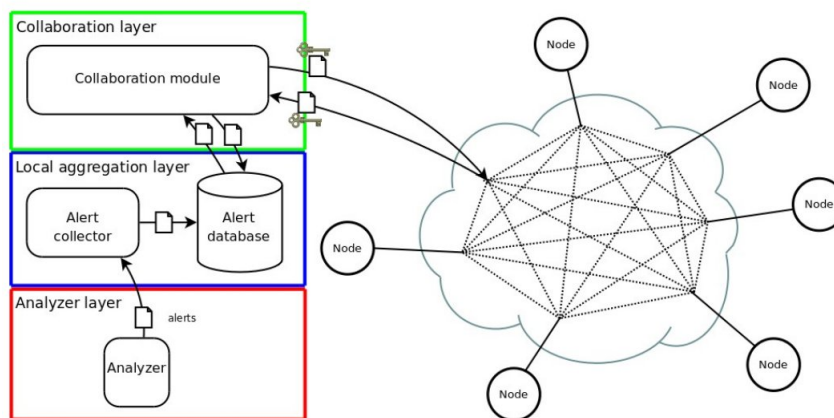 Collaboration layer
Collaboration module
Local aggregation layer
Alert
collector
Alert
database
Analyzer layer
alerts
Analyzer
Node
Node
Node
Node
Node
Node